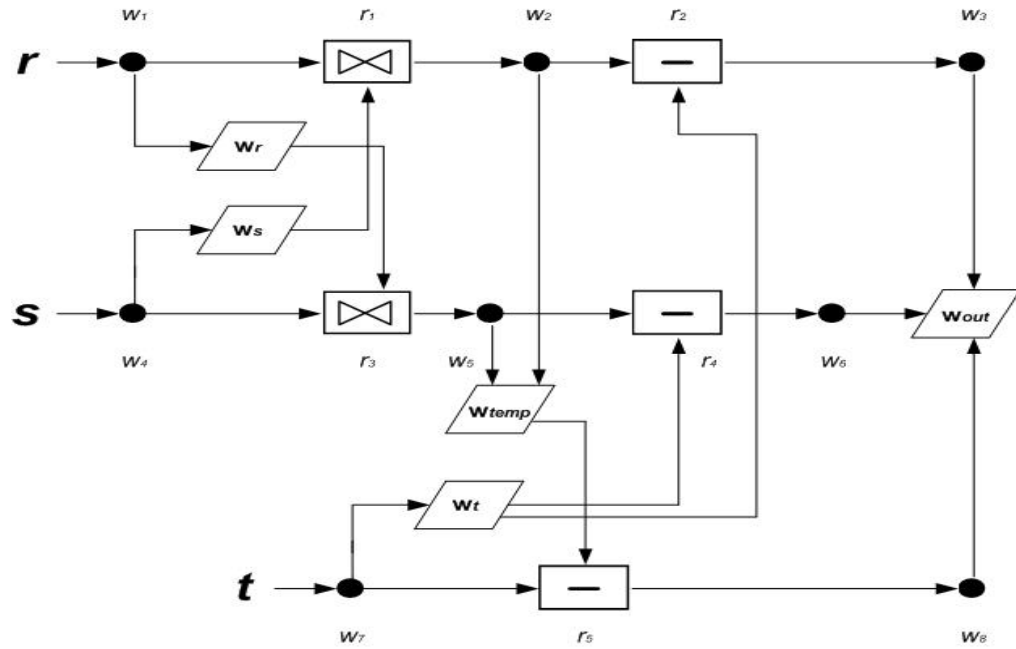 w₁ r₁ w₂ r₂ w₃
r
Wr
Ws
s
Wout
w₄ r₃ w₅ r₄ w₆
Wtemp
Wt
t
w₇ r₅ w₈